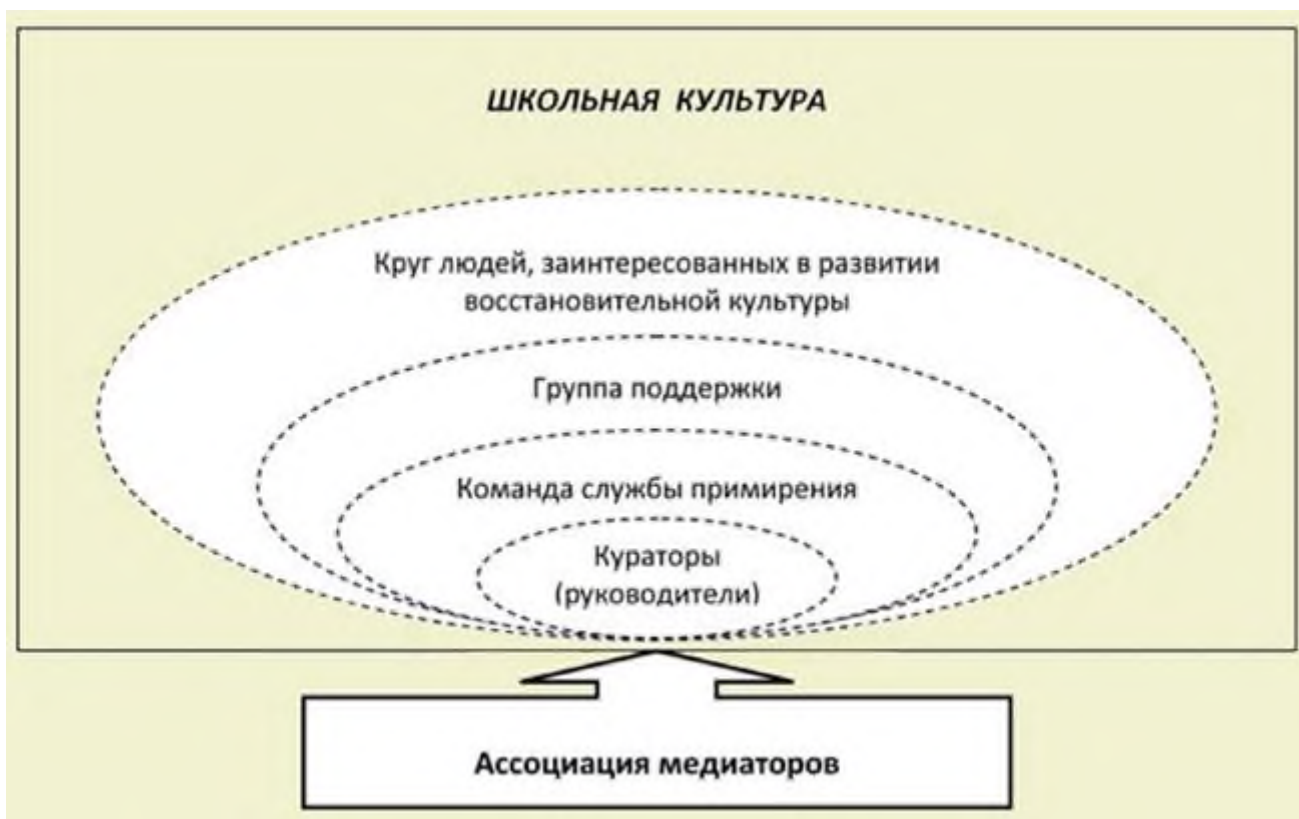 ШКОЛЬНАЯ КУЛЬТУРА
Круг людей, заинтересованных в развитии
восстановительной культуры
Группа поддержки
Команда службы примирения
Кураторы
(руководители)
Ассоциация медиаторов